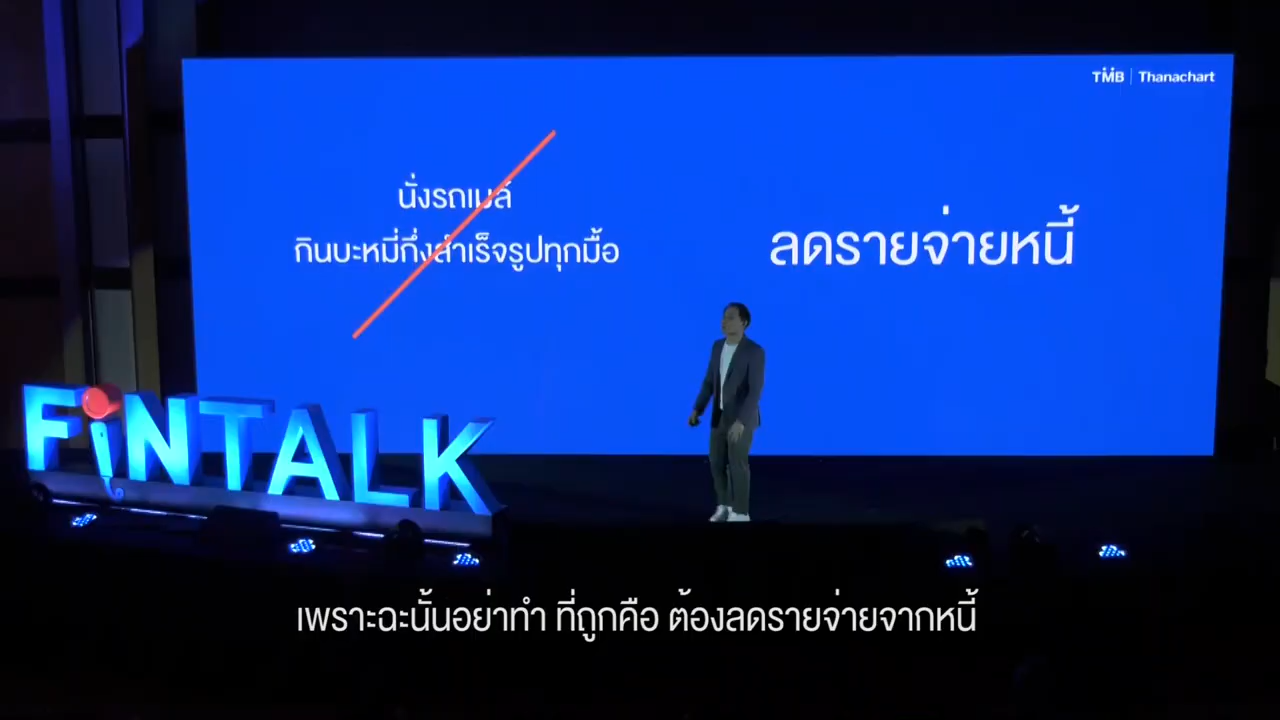 TMB | Thanachart
นั่งรถเมล์
กินบะหมี่กึ่งสำเร็จรูปทุกมื้อ
ลดรายจ่ายหนี้
FINTALK
เพราะฉะนั้นอย่าทำ ที่ถูกคือ ต้องลดรายจ่ายจากหนี้